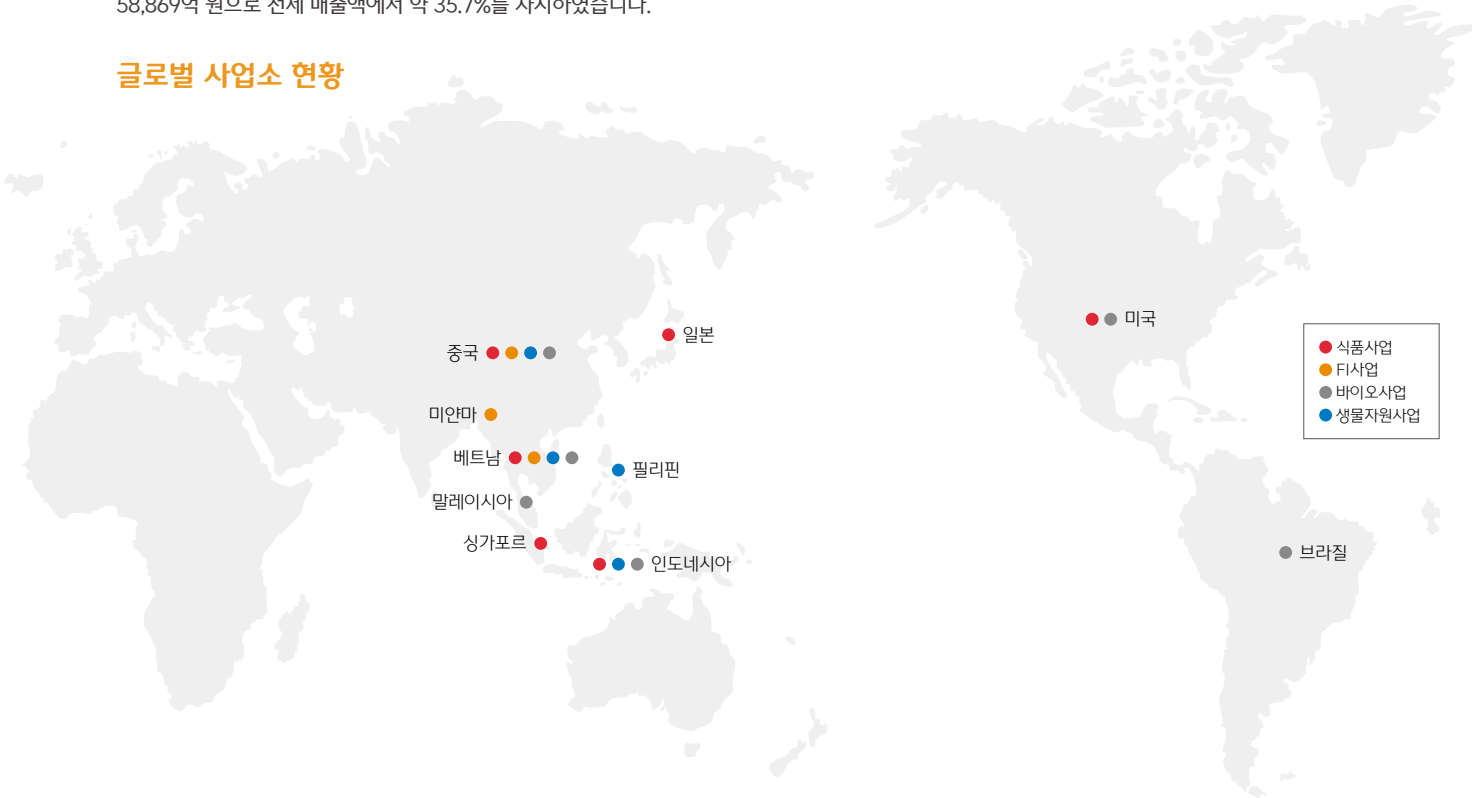 58,869억 원으로 전체 매출액에서 약 35.7%를 차지하였습니다.
글로벌 사업소 현황
일본
미국
중국
식품사업
FI사업
바이오사업
생물자원사업
미얀마
베트남
필리핀
말레이시아
싱가포르
인도네시아
브라질